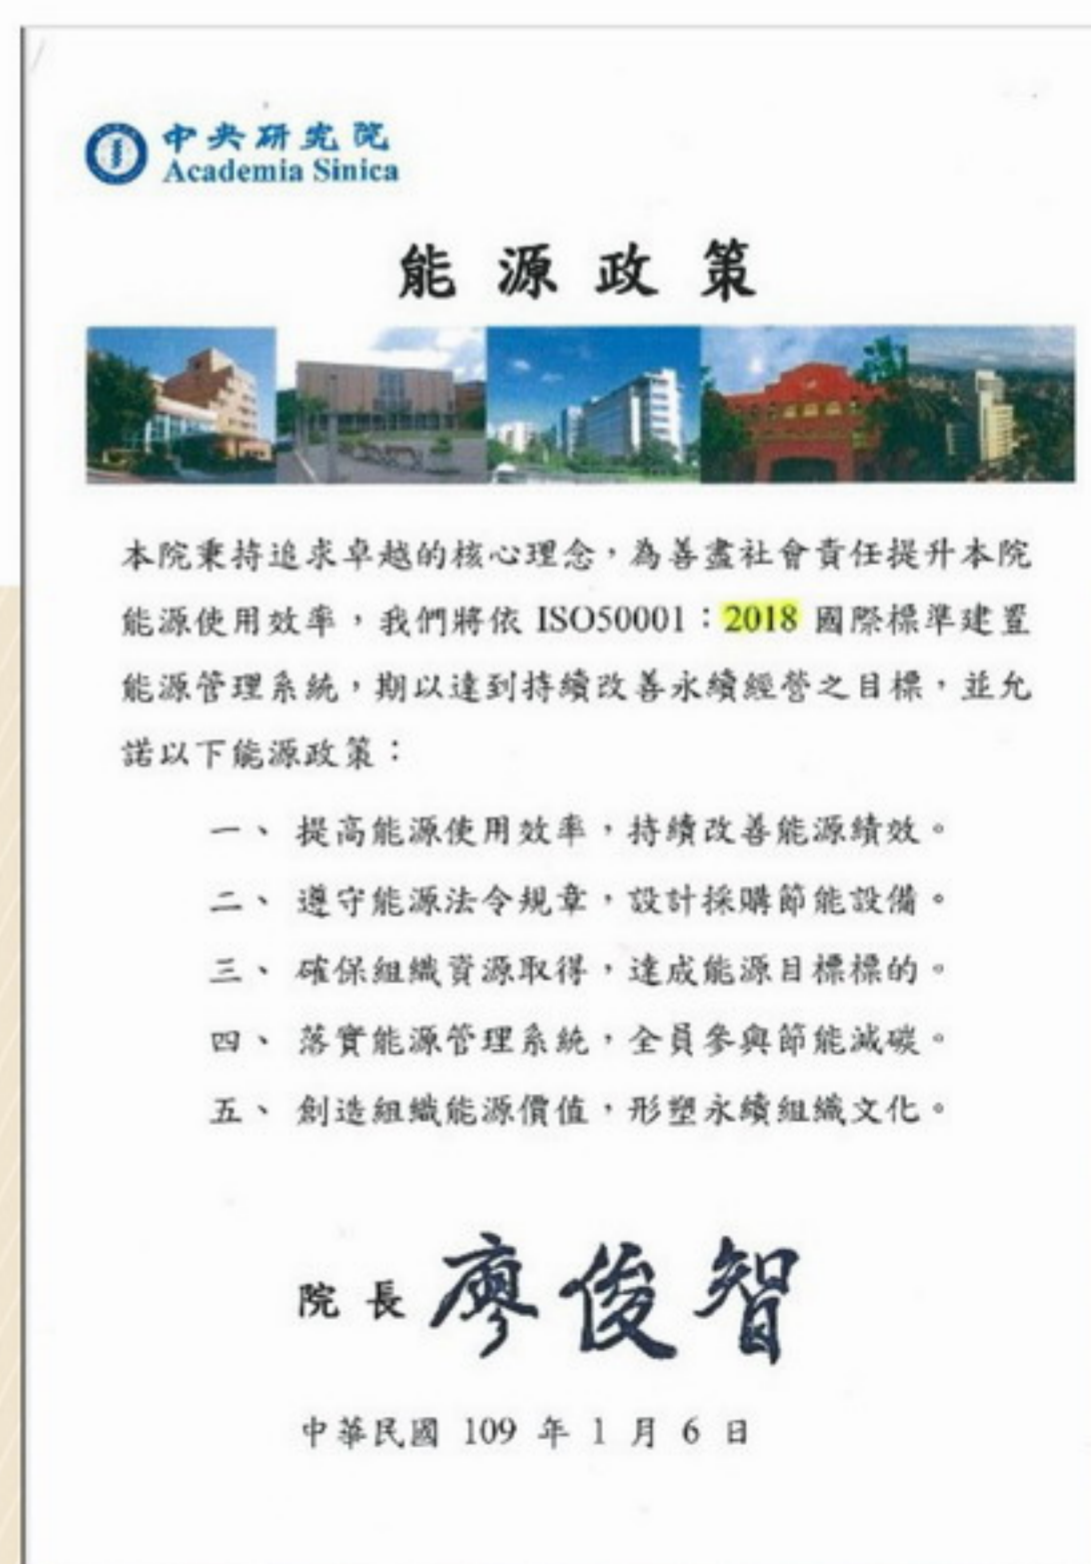 中央研究院
Academia Sinica
能源政策
本院秉持追求卓越的核心理念，為善盡社會責任提升本院
能源使用效率，我們將依 ISO50001：2018 國際標準建置
能源管理系統，期以達到持續改善永續經營之目標，並允
諾以下能源政策：
一、 提高能源使用效率，持續改善能源績效。
二、 遵守能源法令規章，設計採購節能設備。
三、 確保組織資源取得，達成能源目標標的。
四、 落實能源管理系統，全員參與節能減碳。
五、 創造組織能源價值，形塑永續組織文化。
院長 廖俊智
中華民國 109 年 1 月 6 日